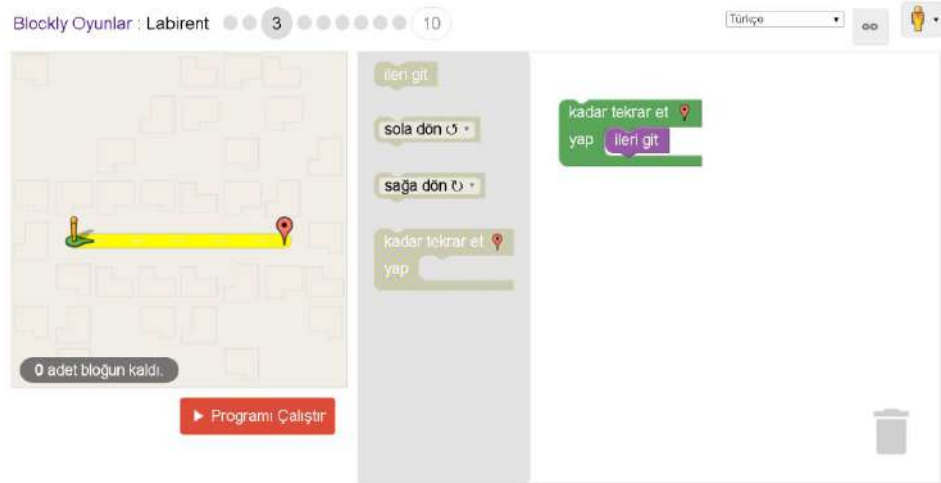 Blockly Oyunlar : Labirent 3 10
Türkçe
ileri git
sola dön ↺
sağa dön ↻
kadar tekrar et
yap
kadar tekrar et
yap ileri git
0 adet bloğun kaldı.
Programı Çalıştır